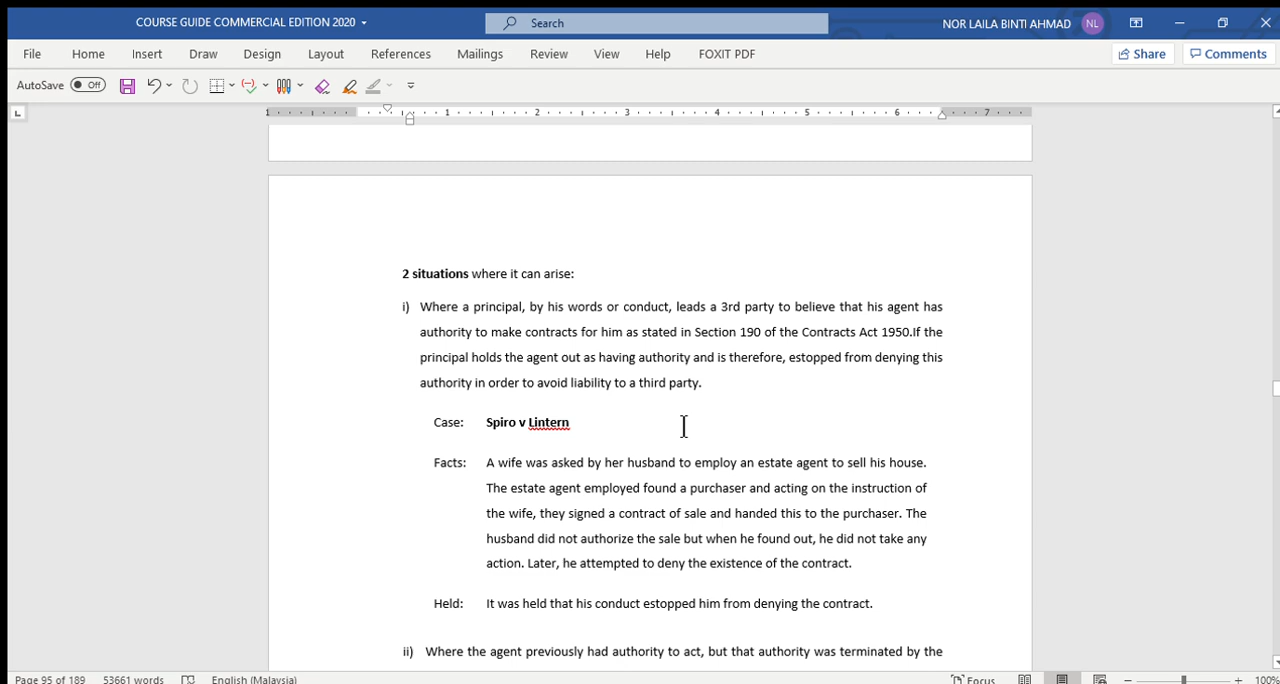 COURSE GUIDE COMMERCIAL EDITION 2020
Search
NOR LAILA BINTI AHMAD
NL
File Home Insert Draw Design Layout References Mailings Review View Help FOXIT PDF Share Comments
AutoSave Off
1 1 2 3 4 5 6 7
2 situations where it can arise:
i) Where a principal, by his words or conduct, leads a 3rd party to believe that his agent has
authority to make contracts for him as stated in Section 190 of the Contracts Act 1950.If the
principal holds the agent out as having authority and is therefore, estopped from denying this
authority in order to avoid liability to a third party.
Case: Spiro v Lintern
Facts: A wife was asked by her husband to employ an estate agent to sell his house.
The estate agent employed found a purchaser and acting on the instruction of
the wife, they signed a contract of sale and handed this to the purchaser. The
husband did not authorize the sale but when he found out, he did not take any
action. Later, he attempted to deny the existence of the contract.
Held: It was held that his conduct estopped him from denying the contract.
ii) Where the agent previously had authority to act, but that authority was terminated by the
Page 95 of 189 53661 words English (Malaysia) Focus 100%